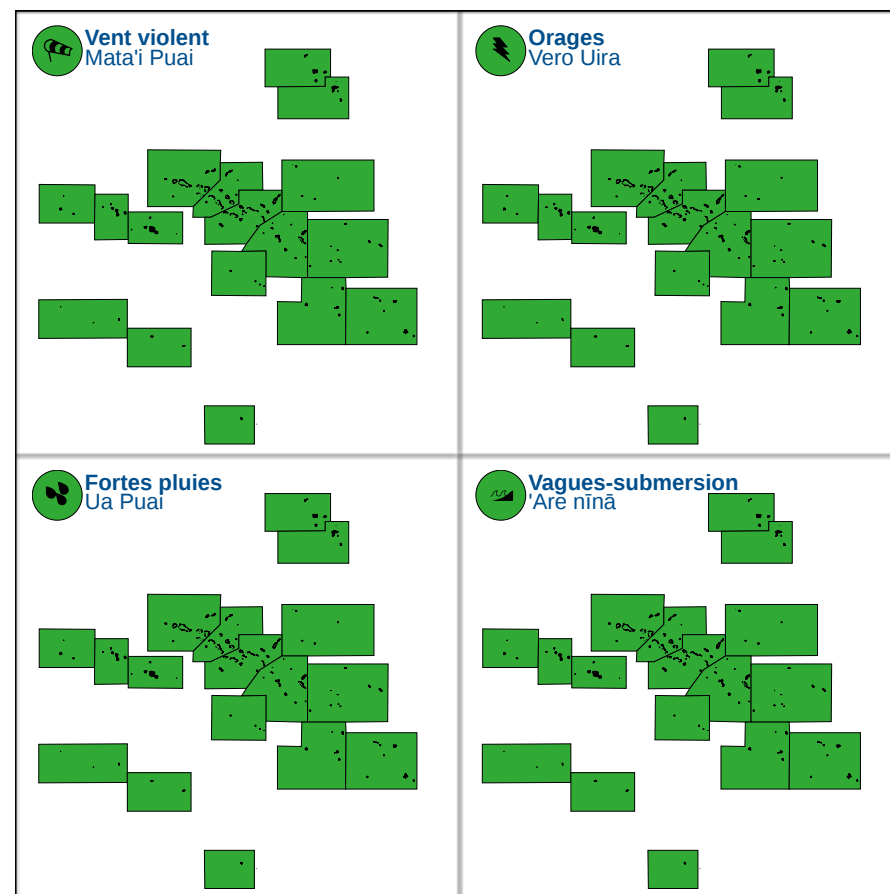 Vent violent
Mata'i Puai
Orages
Vero Uira
Fortes pluies
Ua Puai
Vagues-submersion
'Are nīnā